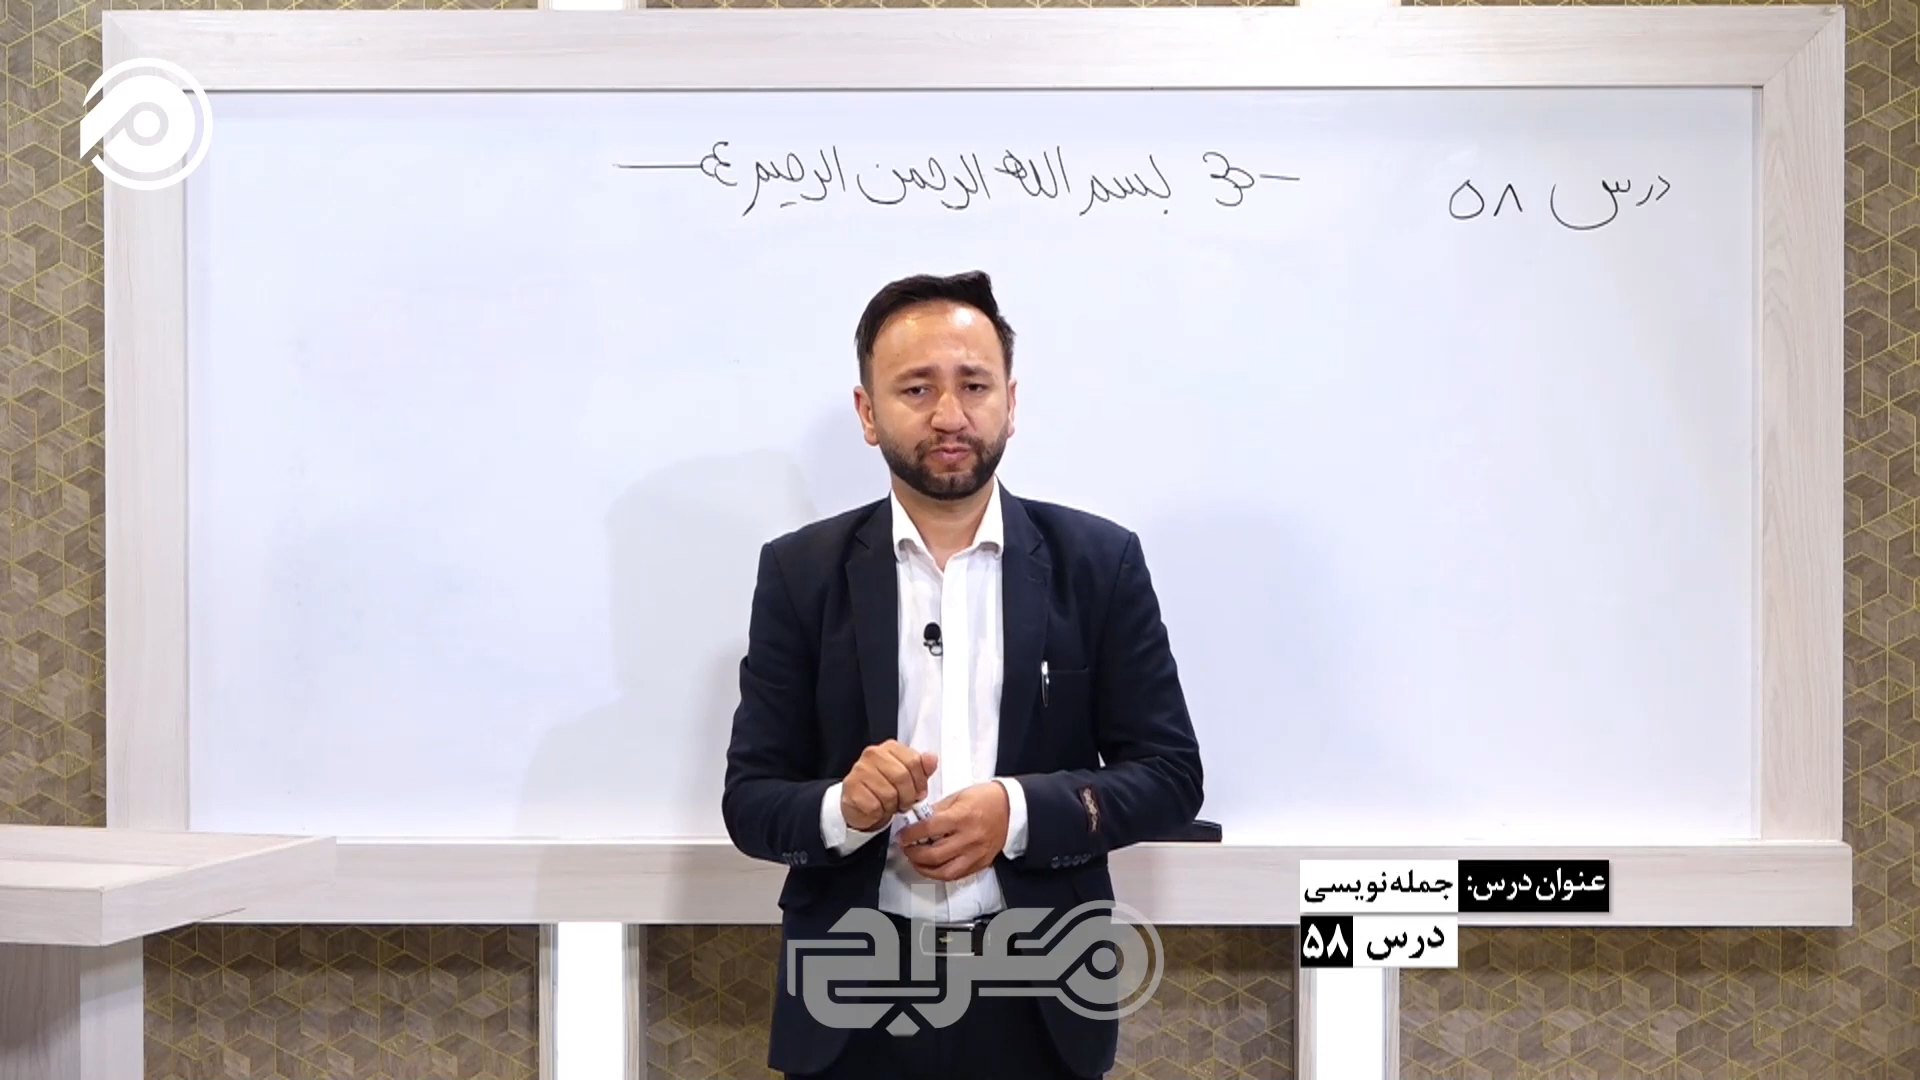 درس ۵۸
بسم الله الرحمن الرحیم
عنوان درس: جمله‌نویسی
درس ۵۸
معراج